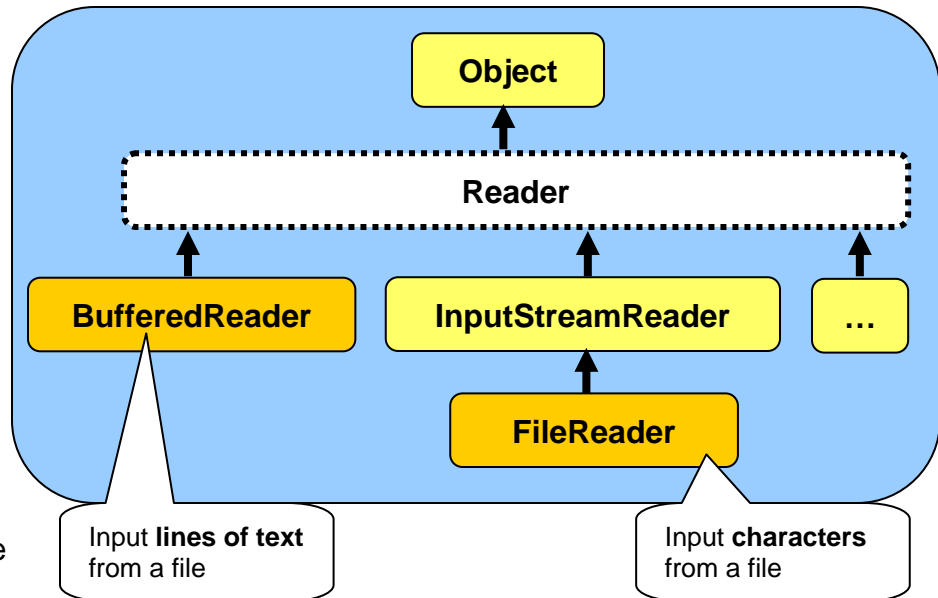 Object
Reader
BufferedReader
InputStreamReader
...
FileReader
e
Input lines of text
from a file
Input characters
from a file